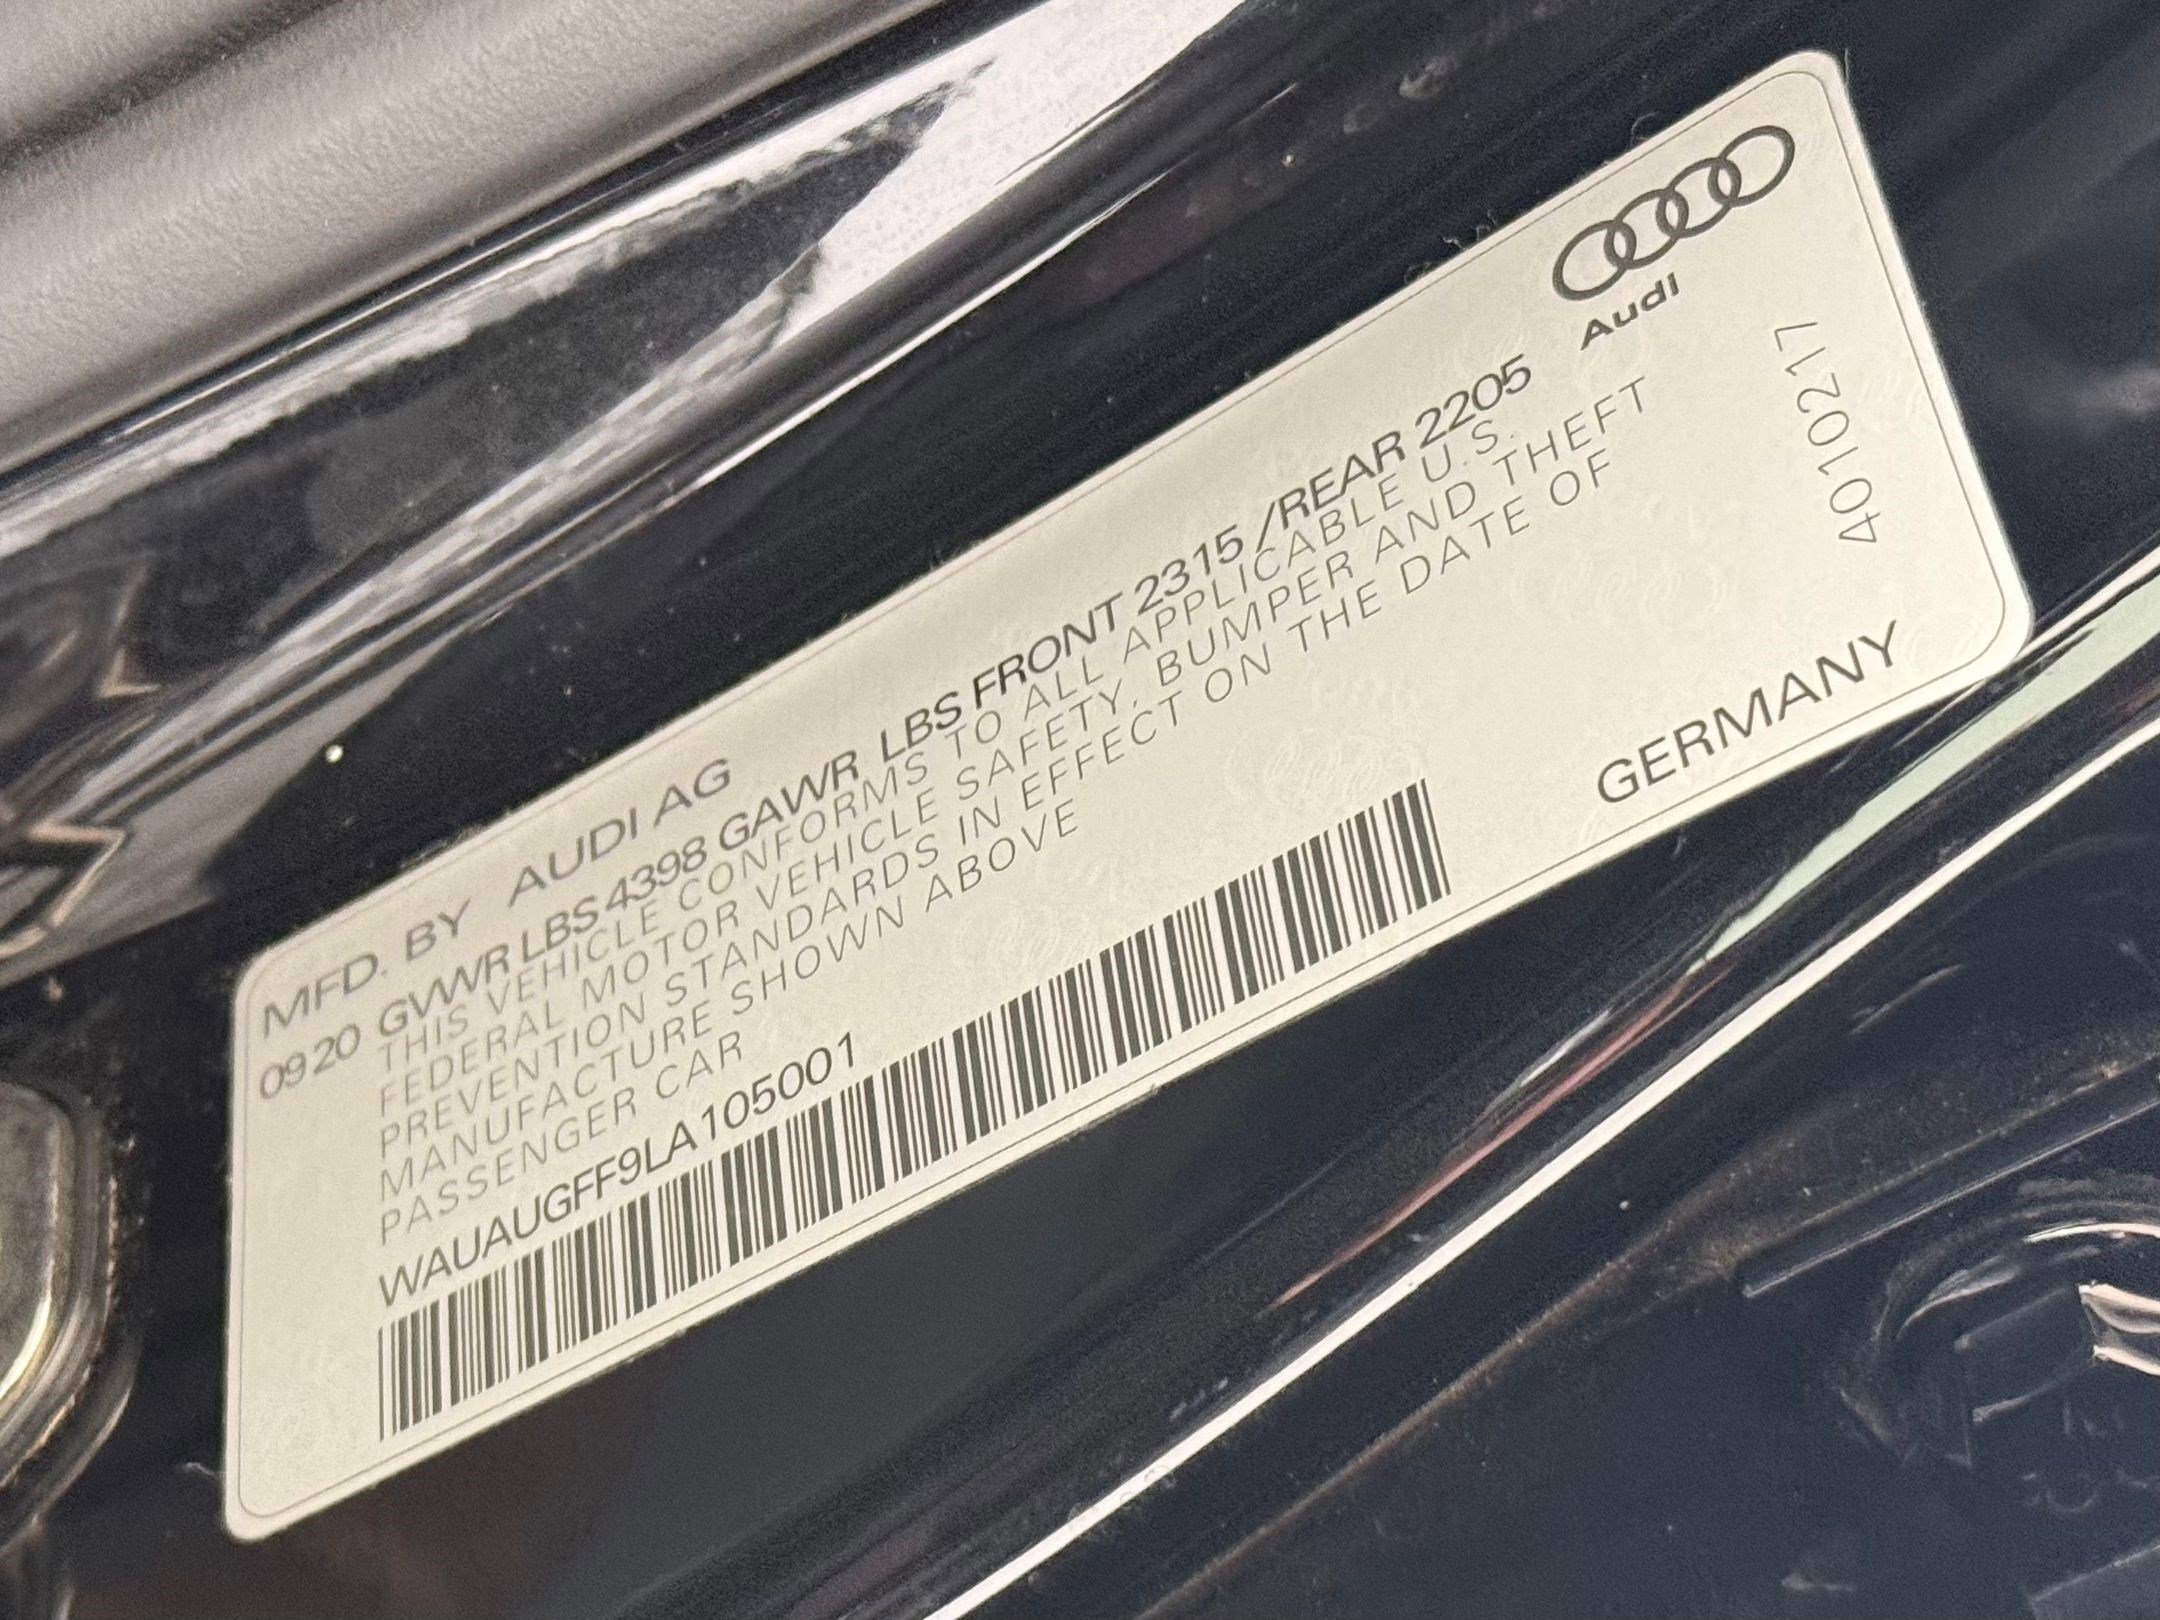 Audi
MFD. BY AUDI AG
0920 GVWR LBS 4398 GAWR LBS FRONT 2315 /REAR 2205
THIS VEHICLE CONFORMS TO ALL APPLICABLE U.S.
FEDERAL MOTOR VEHICLE SAFETY, BUMPER AND THEFT
PREVENTION STANDARDS IN EFFECT ON THE DATE OF
MANUFACTURE SHOWN ABOVE
PASSENGER CAR
WAUAUGFF9LA105001
GERMANY
4010217